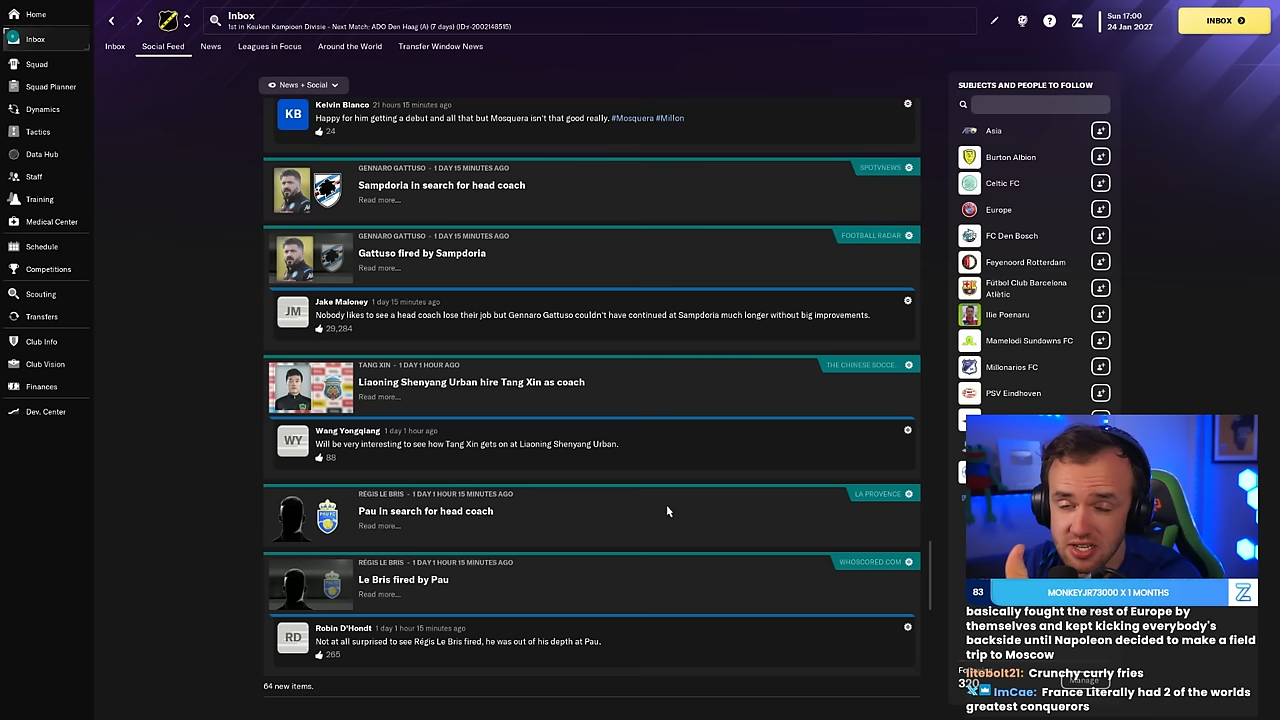 Home
Inbox
Squad
Squad Planner
Dynamics
Tactics
Data Hub
Staff
Training
Medical Center
Schedule
Competitions
Scouting
Transfers
Club Info
Club Vision
Finances
Dev. Center
Inbox
1st in Keuken Kampioen Divisie - Next Match: ADO Den Haag (A) (7 days) (ID:-2002148515)
Sun 17:00
24 Jan 2027
INBOX
Inbox
Social Feed
News
Leagues in Focus
Around the World
Transfer Window News
News + Social
KB
Kelvin Blanco 21 hours 15 minutes ago
Happy for him getting a debut and all that but Mosquera isn't that good really. #Mosquera #Millon
24
GENNARO GATTUSO - 1 DAY 15 MINUTES AGO
SPOTVNEWS
Sampdoria in search for head coach
Read more...
GENNARO GATTUSO - 1 DAY 15 MINUTES AGO
FOOTBALL RADAR
Gattuso fired by Sampdoria
Read more...
JM
Jake Maloney 1 day 15 minutes ago
Nobody likes to see a head coach lose their job but Gennaro Gattuso couldn't have continued at Sampdoria much longer without big improvements.
29,284
TANG XIN - 1 DAY 1 HOUR AGO
THE CHINESE SOCCE...
Liaoning Shenyang Urban hire Tang Xin as coach
Read more...
WY
Wang Yongqiang 1 day 1 hour ago
Will be very interesting to see how Tang Xin gets on at Liaoning Shenyang Urban.
88
RÉGIS LE BRIS - 1 DAY 1 HOUR 15 MINUTES AGO
LA PROVENCE
Pau in search for head coach
Read more...
RÉGIS LE BRIS - 1 DAY 1 HOUR 15 MINUTES AGO
WHOSCORED.COM
Le Bris fired by Pau
Read more...
RD
Robin D'Hondt 1 day 1 hour 15 minutes ago
Not at all surprised to see Régis Le Bris fired, he was out of his depth at Pau.
265
64 new items.
SUBJECTS AND PEOPLE TO FOLLOW
Asia
Burton Albion
Celtic FC
Europe
FC Den Bosch
Feyenoord Rotterdam
Fútbol Club Barcelona
Atlètic
Ilie Poenaru
Mamelodi Sundowns FC
Millonarios FC
PSV Eindhoven
83
MONKEYJR73000 X 1 MONTHS
basically fought the rest of Europe by
themselves and kept kicking everybody's
backside until Napoleon decided to make a field
trip to Moscow
litebolt21: Crunchy curly fries
320
Manage
ImCae: France Literally had 2 of the worlds
greatest conquerors